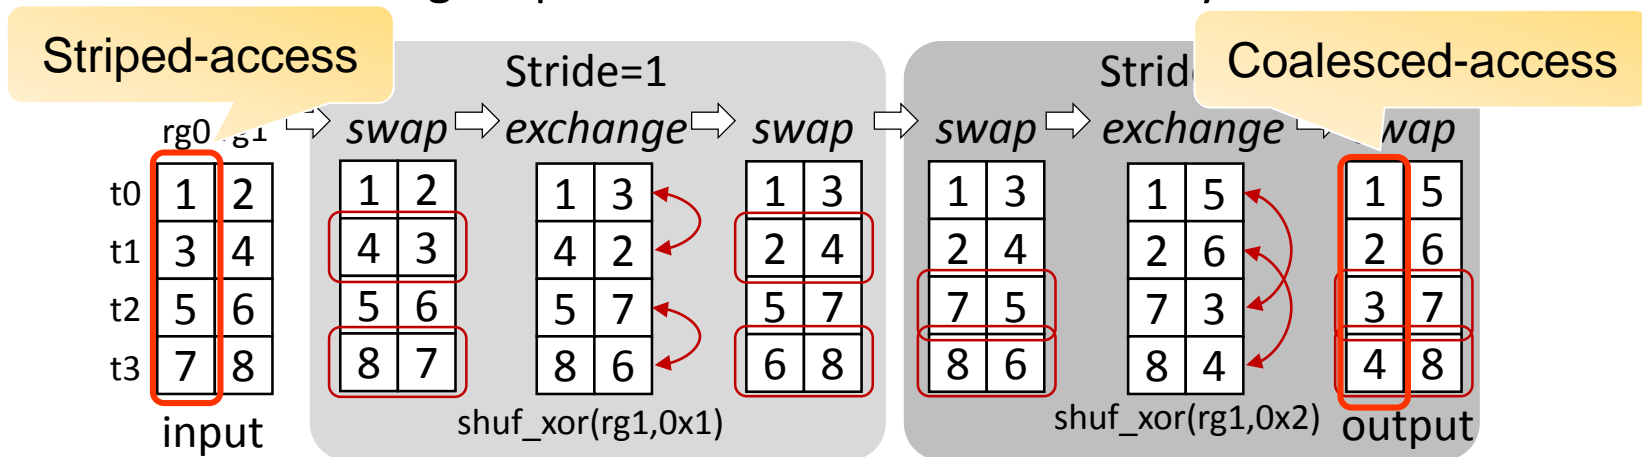 Striped-access
Stride=1
Coalesced-access
rg0
swap exchange swap swap exchange
t0 1 2 1 2 1 3 1 3 1 3 1 5 1 5
t1 3 4 4 3 4 2 2 4 2 4 2 6 2 6
t2 5 6 5 6 5 7 5 7 7 5 7 3 3 7
t3 7 8 8 7 8 6 6 8 8 6 8 4 4 8
input
shuf_xor(rg1,0x1)
shuf_xor(rg1,0x2)
output